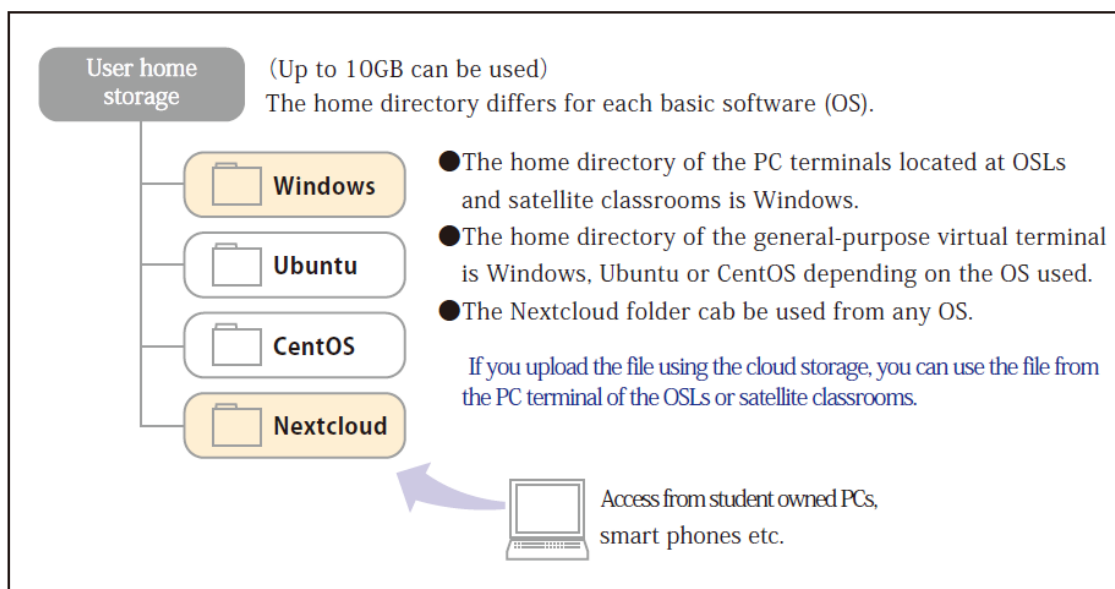 User home
storage
(Up to 10GB can be used)
The home directory differs for each basic software (OS).
Windows
Ubuntu
CentOS
Nextcloud
●The home directory of the PC terminals located at OSLs
and satellite classrooms is Windows.
●The home directory of the general-purpose virtual terminal
is Windows, Ubuntu or CentOS depending on the OS used.
●The Nextcloud folder cab be used from any OS.
If you upload the file using the cloud storage, you can use the file from
the PC terminal of the OSLs or satellite classrooms.
Access from student owned PCs,
smart phones etc.